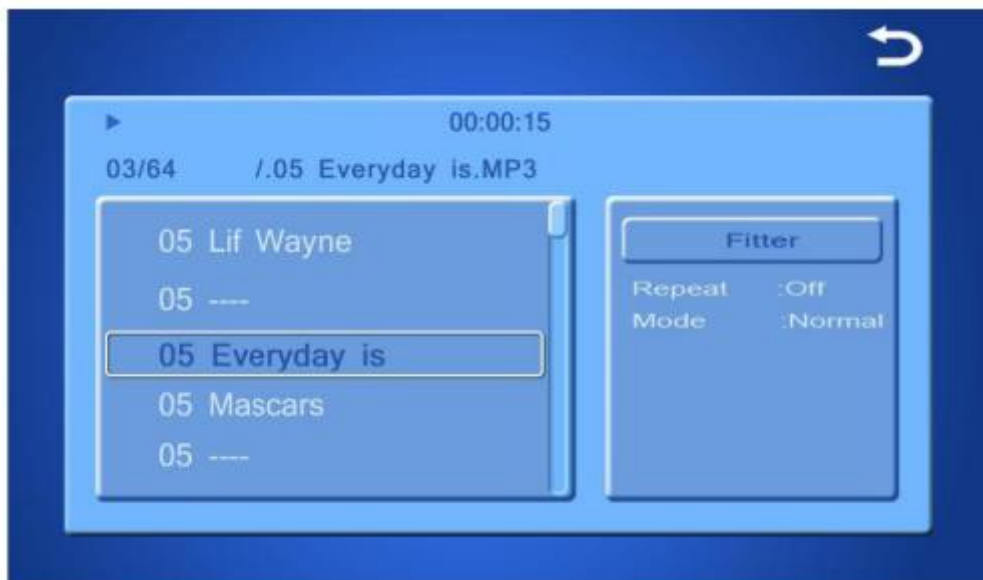 00:00:15
03/64 /.05 Everyday is.MP3
05 Lif Wayne
05 ----
05 Everyday is
05 Mascars
05 ----
Fitter
Repeat :Off
Mode :Normal